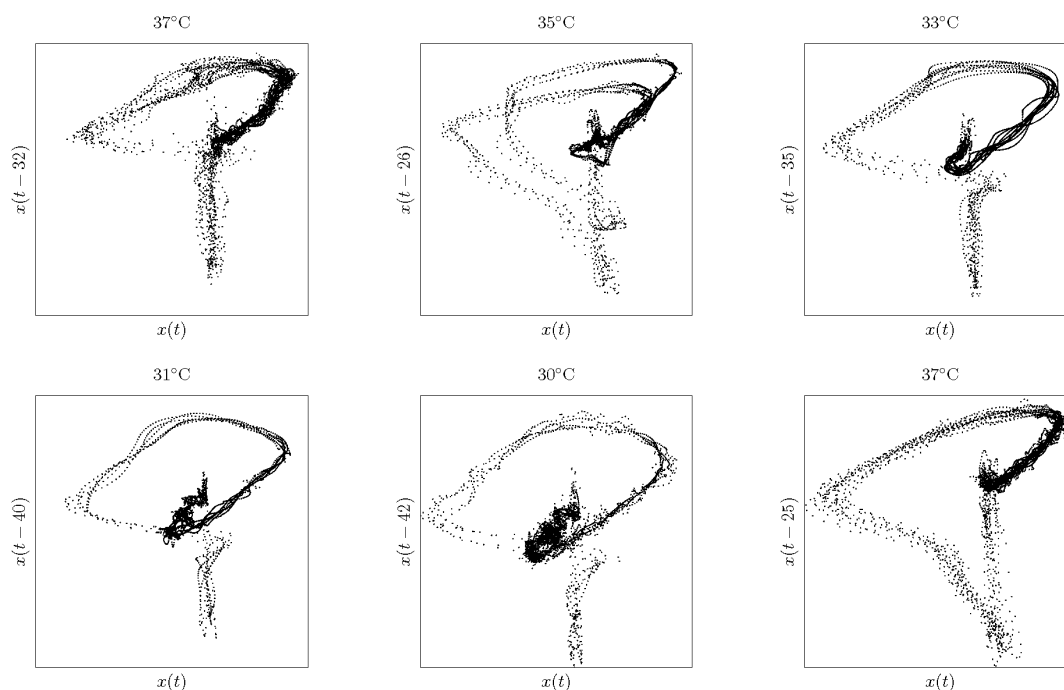 37°C
35°C
33°C
x(t − 32)
x(t − 26)
x(t − 35)
x(t)
x(t)
x(t)
31°C
30°C
37°C
x(t − 40)
x(t − 42)
x(t − 25)
x(t)
x(t)
x(t)